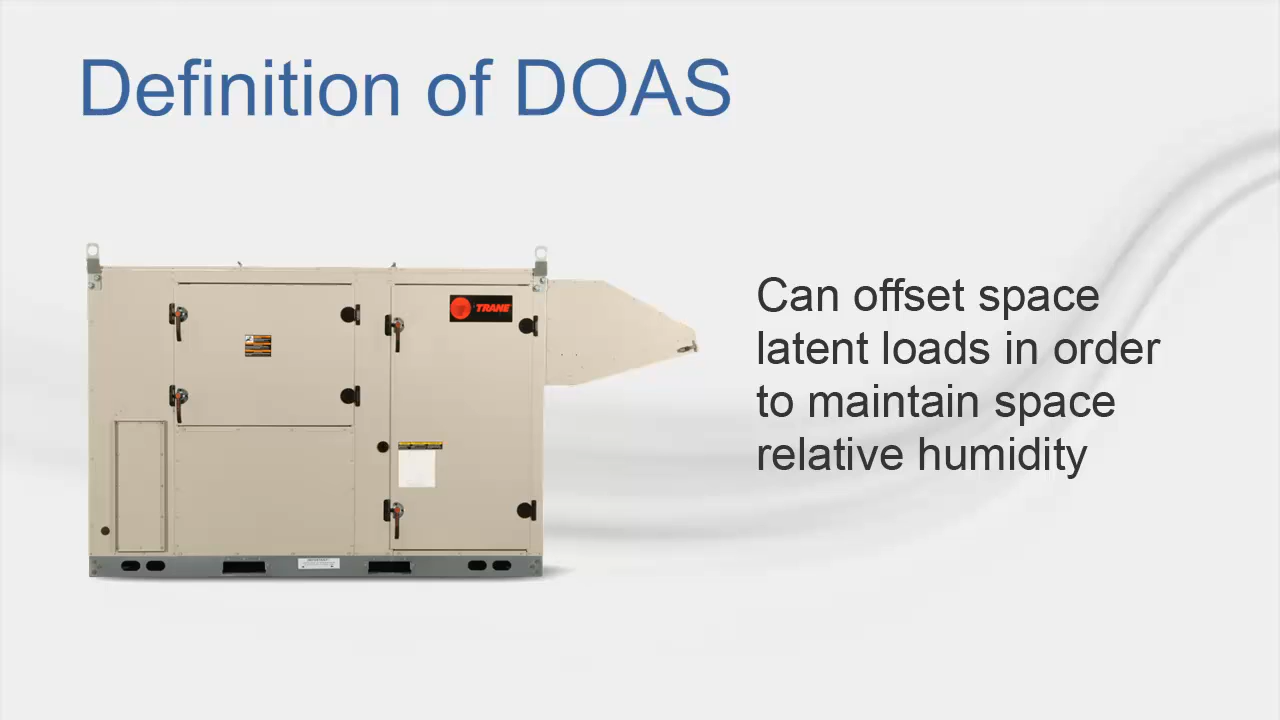 Definition of DOAS
TRANE
Can offset space
latent loads in order
to maintain space
relative humidity